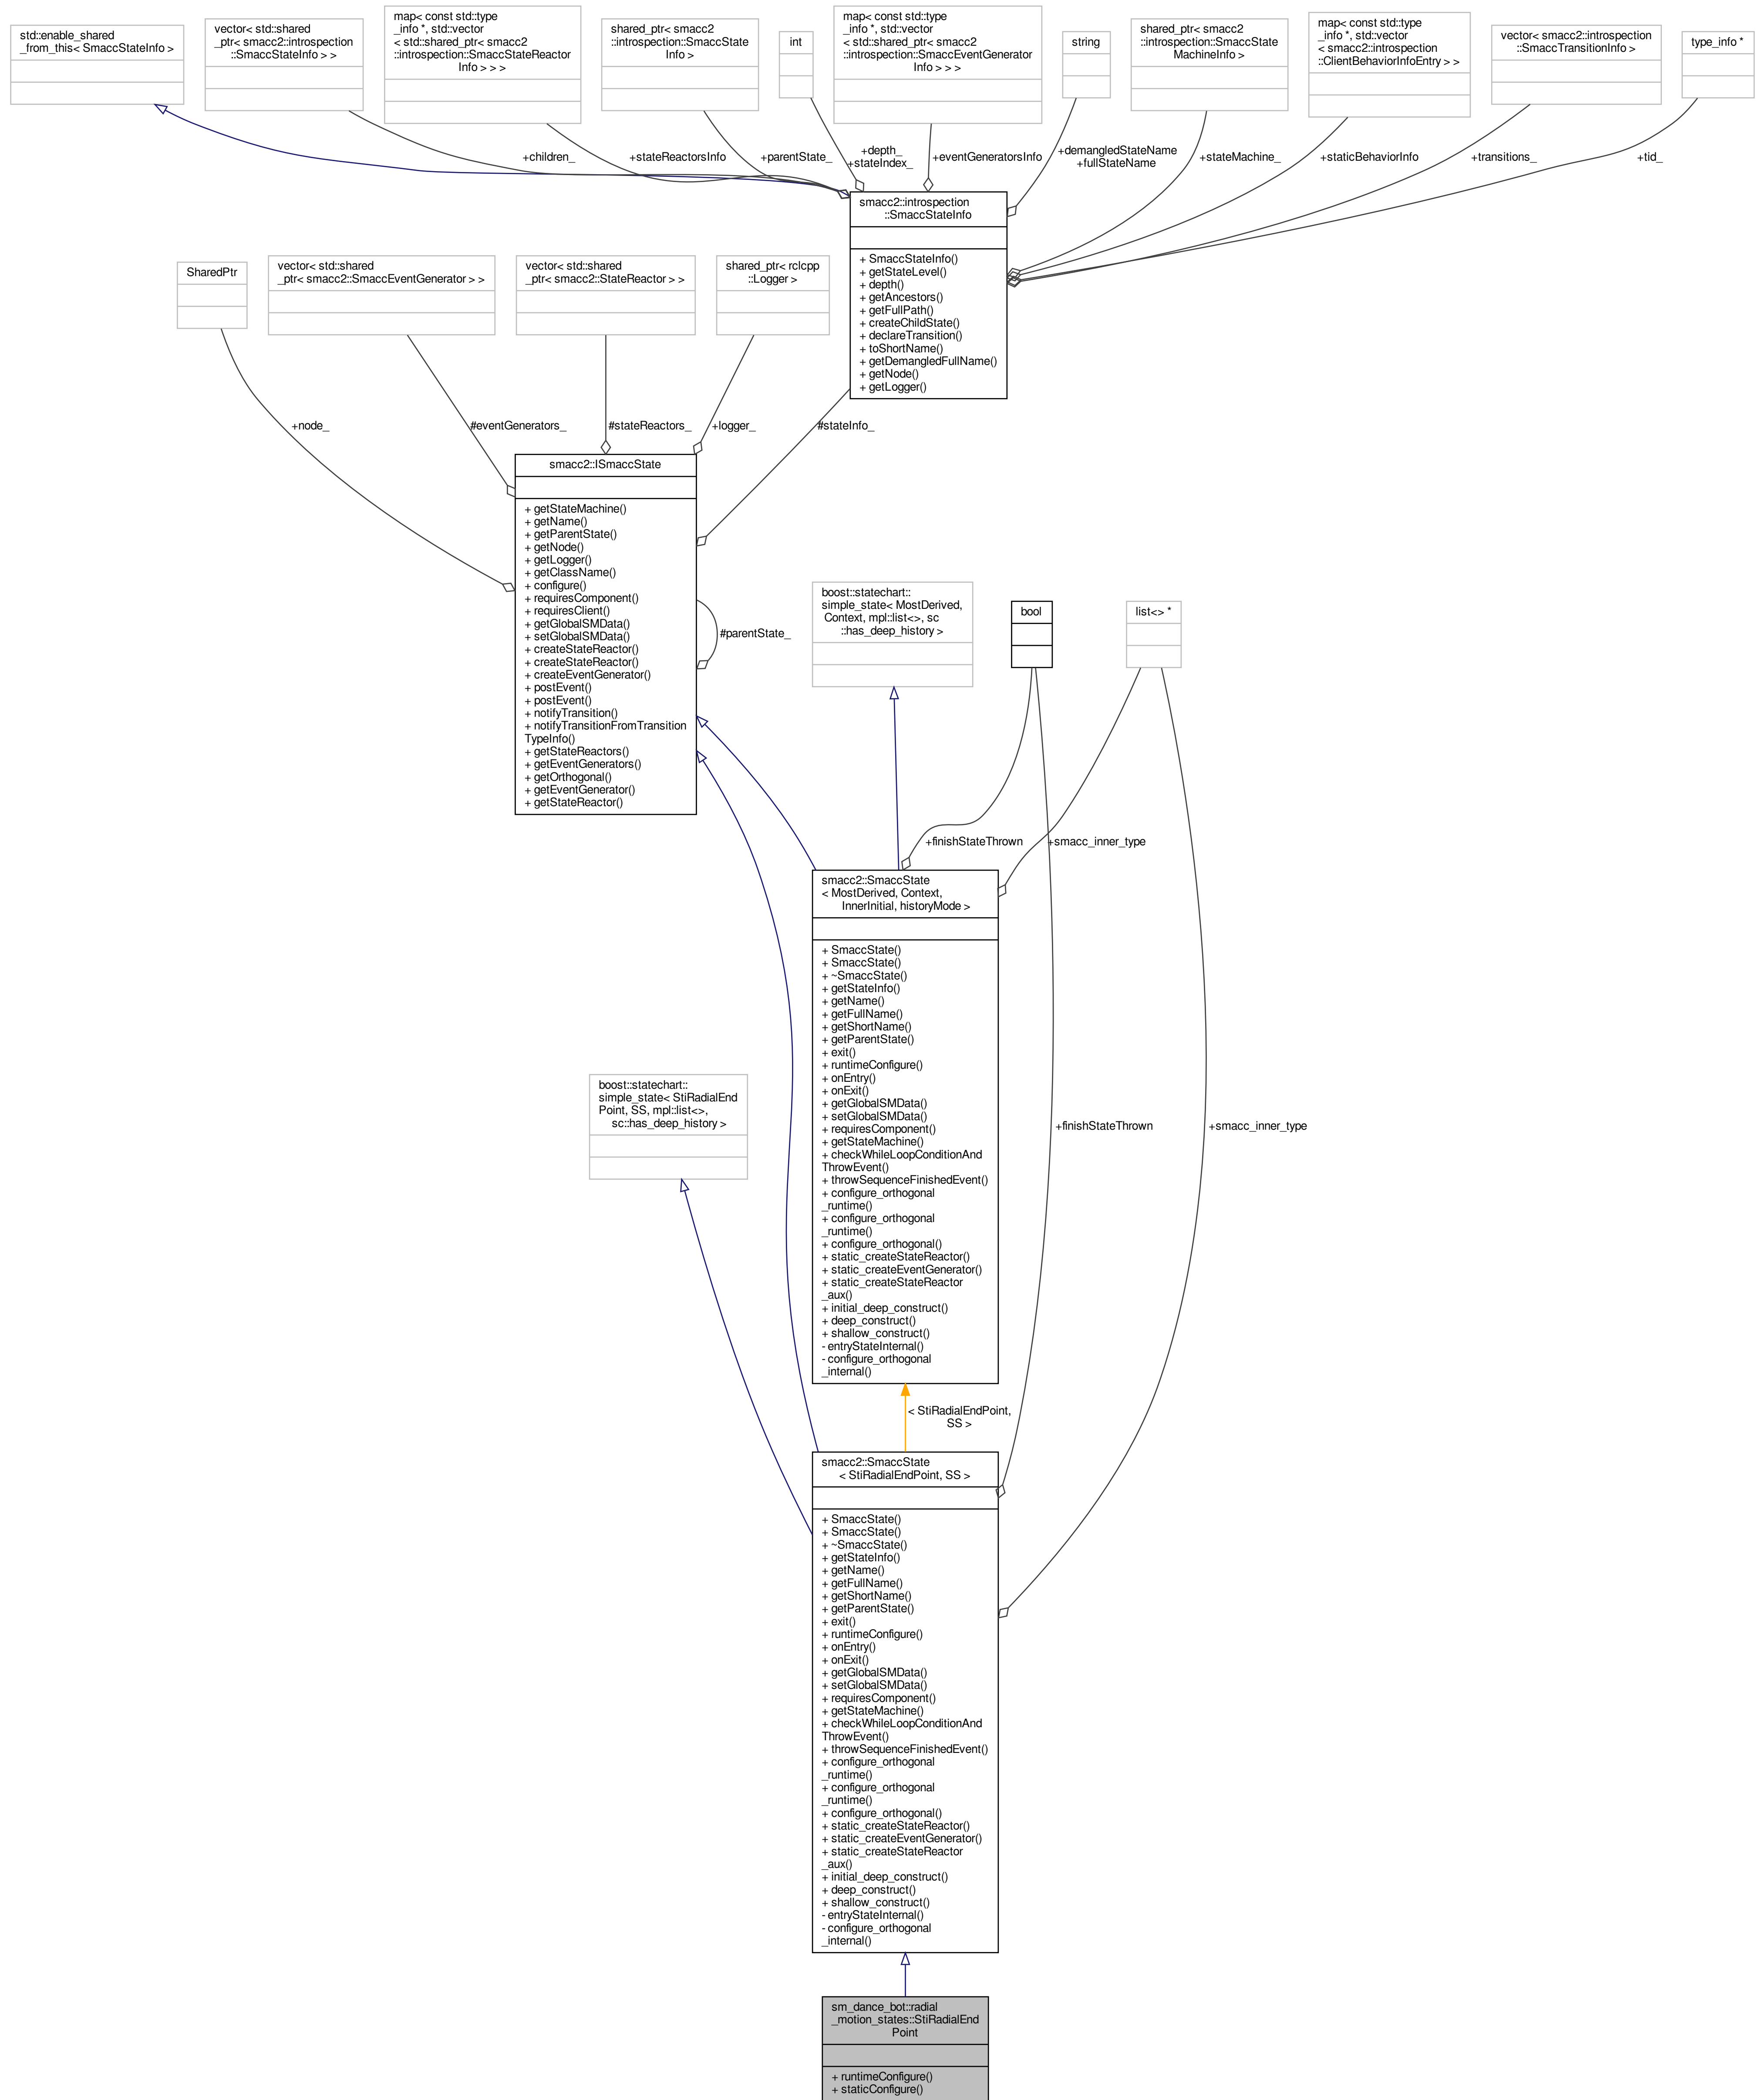 std::enable_shared
_from_this< SmaccStateInfo >
vector< std::shared
_ptr< smacc2::introspection
::SmaccStateInfo > >
map< const std::type
_info *, std::vector
< std::shared_ptr< smacc2
::introspection::SmaccStateReactor
Info > > >
shared_ptr< smacc2
::introspection::SmaccState
Info >
int
map< const std::type
_info *, std::vector
< std::shared_ptr< smacc2
::introspection::SmaccEventGenerator
Info > > >
string
shared_ptr< smacc2
::introspection::SmaccState
MachineInfo >
map< const std::type
_info *, std::vector
< smacc2::introspection
::ClientBehaviorInfoEntry > >
vector< smacc2::introspection
::SmaccTransitionInfo >
type_info *
+children_
+stateReactorsInfo
+parentState_
+depth_
+stateIndex_
+eventGeneratorsInfo
+demangledStateName
+fullStateName
+stateMachine_
+staticBehaviorInfo
+transitions_
+tid_
smacc2::introspection
::SmaccStateInfo
+ SmaccStateInfo()
+ getStateLevel()
+ depth()
+ getAncestors()
+ getFullPath()
+ createChildState()
+ declareTransition()
+ toShortName()
+ getDemangledFullName()
+ getNode()
+ getLogger()
SharedPtr
vector< std::shared
_ptr< smacc2::SmaccEventGenerator > >
vector< std::shared
_ptr< smacc2::StateReactor > >
shared_ptr< rclcpp
::Logger >
+node_
#eventGenerators_
#stateReactors_
+logger_
#stateInfo_
smacc2::ISmaccState
+ getStateMachine()
+ getName()
+ getParentState()
+ getNode()
+ getLogger()
+ getClassName()
+ configure()
+ requiresComponent()
+ requiresClient()
+ getGlobalSMData()
+ setGlobalSMData()
+ createStateReactor()
+ createStateReactor()
+ createEventGenerator()
+ postEvent()
+ postEvent()
+ notifyTransition()
+ notifyTransitionFromTransition
TypeInfo()
+ getStateReactors()
+ getEventGenerators()
+ getOrthogonal()
+ getEventGenerator()
+ getStateReactor()
#parentState_
boost::statechart::
simple_state< MostDerived,
Context, mpl::list<>, sc
::has_deep_history >
bool
list<> *
+finishStateThrown
+smacc_inner_type
smacc2::SmaccState
< MostDerived, Context,
InnerInitial, historyMode >
+ SmaccState()
+ SmaccState()
+ ~SmaccState()
+ getStateInfo()
+ getName()
+ getFullName()
+ getShortName()
+ getParentState()
+ exit()
+ runtimeConfigure()
+ onEntry()
+ onExit()
+ getGlobalSMData()
+ setGlobalSMData()
+ requiresComponent()
+ getStateMachine()
+ checkWhileLoopConditionAnd
ThrowEvent()
+ throwSequenceFinishedEvent()
+ configure_orthogonal
_runtime()
+ configure_orthogonal
_runtime()
+ configure_orthogonal()
+ static_createStateReactor()
+ static_createEventGenerator()
+ static_createStateReactor
_aux()
+ initial_deep_construct()
+ deep_construct()
+ shallow_construct()
- entryStateInternal()
- configure_orthogonal
_internal()
boost::statechart::
simple_state< StiRadialEnd
Point, SS, mpl::list<>,
sc::has_deep_history >
+finishStateThrown
+smacc_inner_type
< StiRadialEndPoint,
SS >
smacc2::SmaccState
< StiRadialEndPoint, SS >
+ SmaccState()
+ SmaccState()
+ ~SmaccState()
+ getStateInfo()
+ getName()
+ getFullName()
+ getShortName()
+ getParentState()
+ exit()
+ runtimeConfigure()
+ onEntry()
+ onExit()
+ getGlobalSMData()
+ setGlobalSMData()
+ requiresComponent()
+ getStateMachine()
+ checkWhileLoopConditionAnd
ThrowEvent()
+ throwSequenceFinishedEvent()
+ configure_orthogonal
_runtime()
+ configure_orthogonal
_runtime()
+ configure_orthogonal()
+ static_createStateReactor()
+ static_createEventGenerator()
+ static_createStateReactor
_aux()
+ initial_deep_construct()
+ deep_construct()
+ shallow_construct()
- entryStateInternal()
- configure_orthogonal
_internal()
sm_dance_bot::radial
_motion_states::StiRadialEnd
Point
+ runtimeConfigure()
+ staticConfigure()